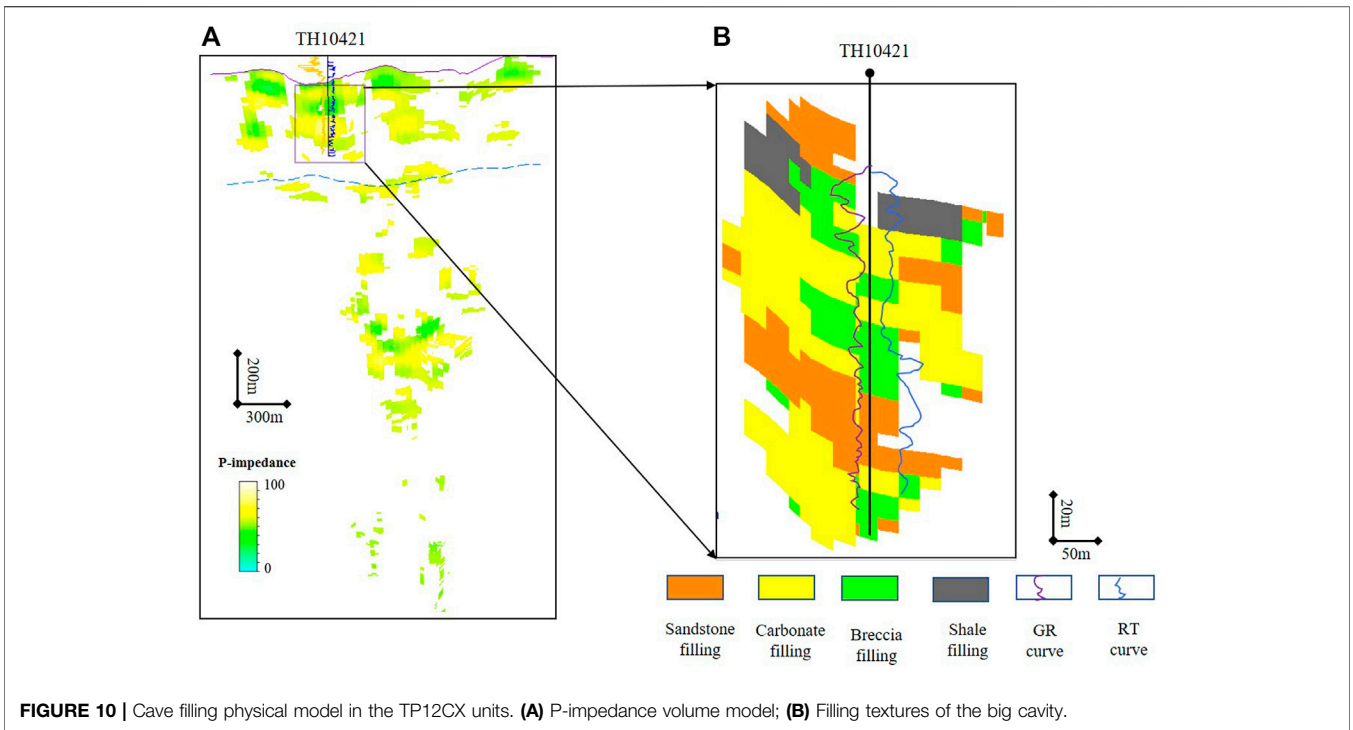 A
TH10421
200m
300m
P-impedance
100
0
B
TH10421
20m
50m
Sandstone
filling
Carbonate
filling
Breccia
filling
Shale
filling
GR
curve
RT
curve
FIGURE 10 | Cave filling physical model in the TP12CX units. (A) P-impedance volume model; (B) Filling textures of the big cavity.